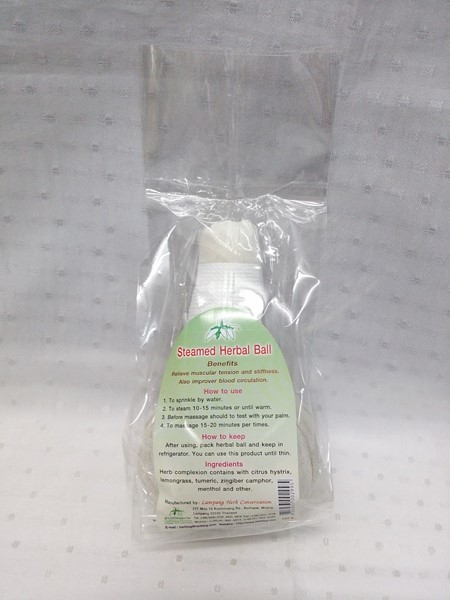 Steamed Herbal Ball
Benefits
Relieve muscular tension and stiffness.
Also improver blood circulation.
How to use
1. To sprinkle by water.
2. To steam 10-15 minutes or until warm.
3. Before massage should to test with your palm.
4. To massage 15-20 minutes per times.
How to keep
After using, pack herbal ball and keep in
refrigerator. You can use this product until thin.
Ingredients
Herb complexion contains with citrus hystrix,
lemongrass, tumeric, zingiber camphor,
menthol and other.
Manufactured by : Lampang Herb Conservation
Lampang Thailand